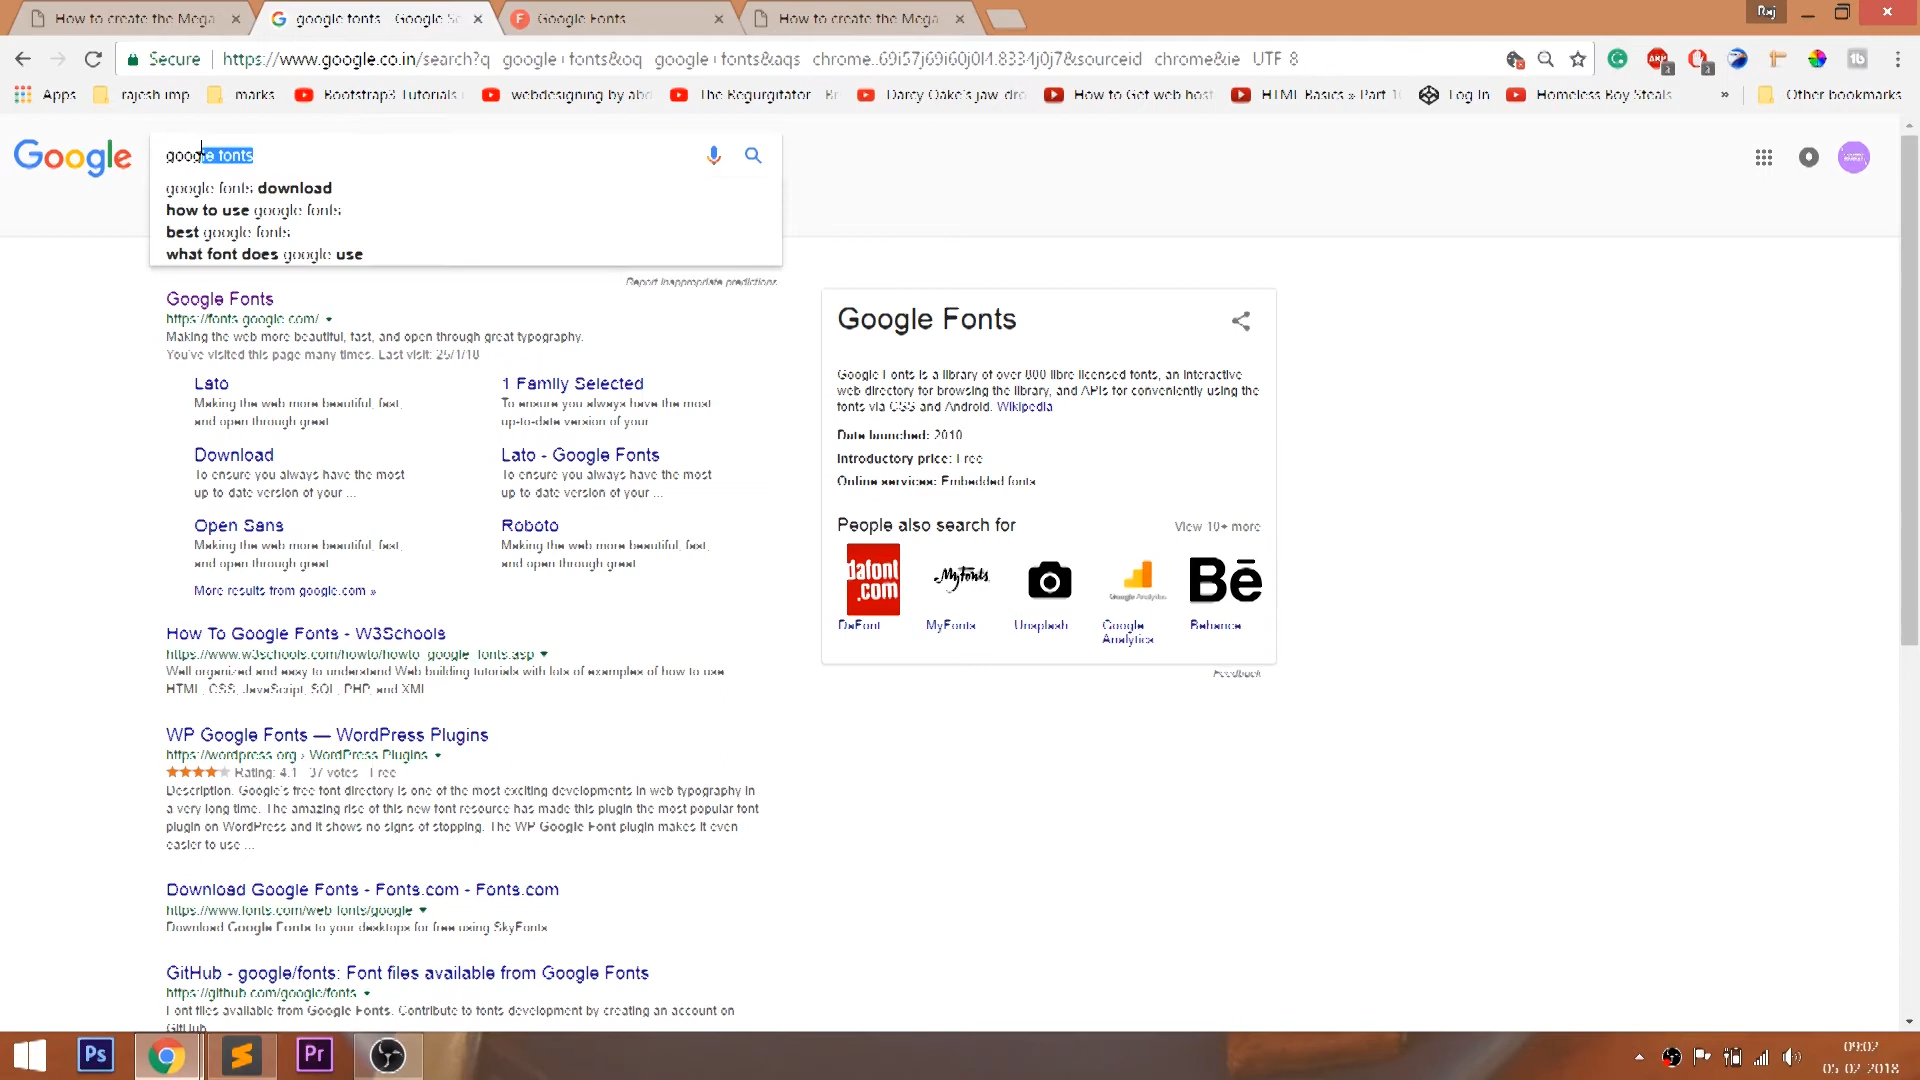 How to create the Mega
google fonts - Google Se
Google Fonts
How to create the Mega
Raj
Secure
https://www.google.co.in/search?q google+fonts&oq google+fonts&aqs chrome..69i57j69i60j0l4.8334j0j7&sourceid chrome&ie UTF 8
Apps
rajesh imp
marks
Bootstrap3 Tutorials
webdesigning by abd
The Regurgitator
Darcy Oake's jaw-dro
How to Get web host
HTML Basics » Part 1
Log In
Homeless Boy Steals
»
Other bookmarks
Google
google fonts
google fonts download
how to use google fonts
best google fonts
what font does google use
Report inappropriate predictions
Google Fonts
https://fonts.google.com/
Making the web more beautiful, fast, and open through great typography.
You've visited this page many times. Last visit: 25/1/18
Lato
Making the web more beautiful, fast,
and open through great
1 Family Selected
To ensure you always have the most
up-to-date version of your
Download
To ensure you always have the most
up to date version of your ...
Lato - Google Fonts
To ensure you always have the most
up to date version of your ...
Open Sans
Making the web more beautiful, fast,
and open through great
Roboto
Making the web more beautiful, fast,
and open through great
More results from google.com »
How To Google Fonts - W3Schools
https://www.w3schools.com/howto/howto_google_fonts.asp
Well organized and easy to understand Web building tutorials with lots of examples of how to use
HTML, CSS, JavaScript, SQL, PHP, and XML
WP Google Fonts — WordPress Plugins
https://wordpress.org › WordPress Plugins
Rating: 4.1 37 votes Free
Description. Google's free font directory is one of the most exciting developments in web typography in
a very long time. The amazing rise of this new font resource has made this plugin the most popular font
plugin on WordPress and it shows no signs of stopping. The WP Google Font plugin makes it even
easier to use ...
Download Google Fonts - Fonts.com - Fonts.com
https://www.fonts.com/web-fonts/google
Download Google Fonts to your desktops for free using SkyFonts
GitHub - google/fonts: Font files available from Google Fonts
https://github.com/google/fonts
Font files available from Google Fonts. Contribute to fonts development by creating an account on
GitHub
Google Fonts
Google Fonts is a library of over 800 libre licensed fonts, an interactive
web directory for browsing the library, and APIs for conveniently using the
fonts via CSS and Android. Wikipedia
Date launched: 2010
Introductory price: Free
Online services: Embedded fonts
People also search for
View 10+ more
dafont
.com
MyFonts
Google Analytics
Bē
DaFont
MyFonts
Unsplash
Google
Analytics
Behance
Feedback
Ps
Pr
09:02
05-02-2018